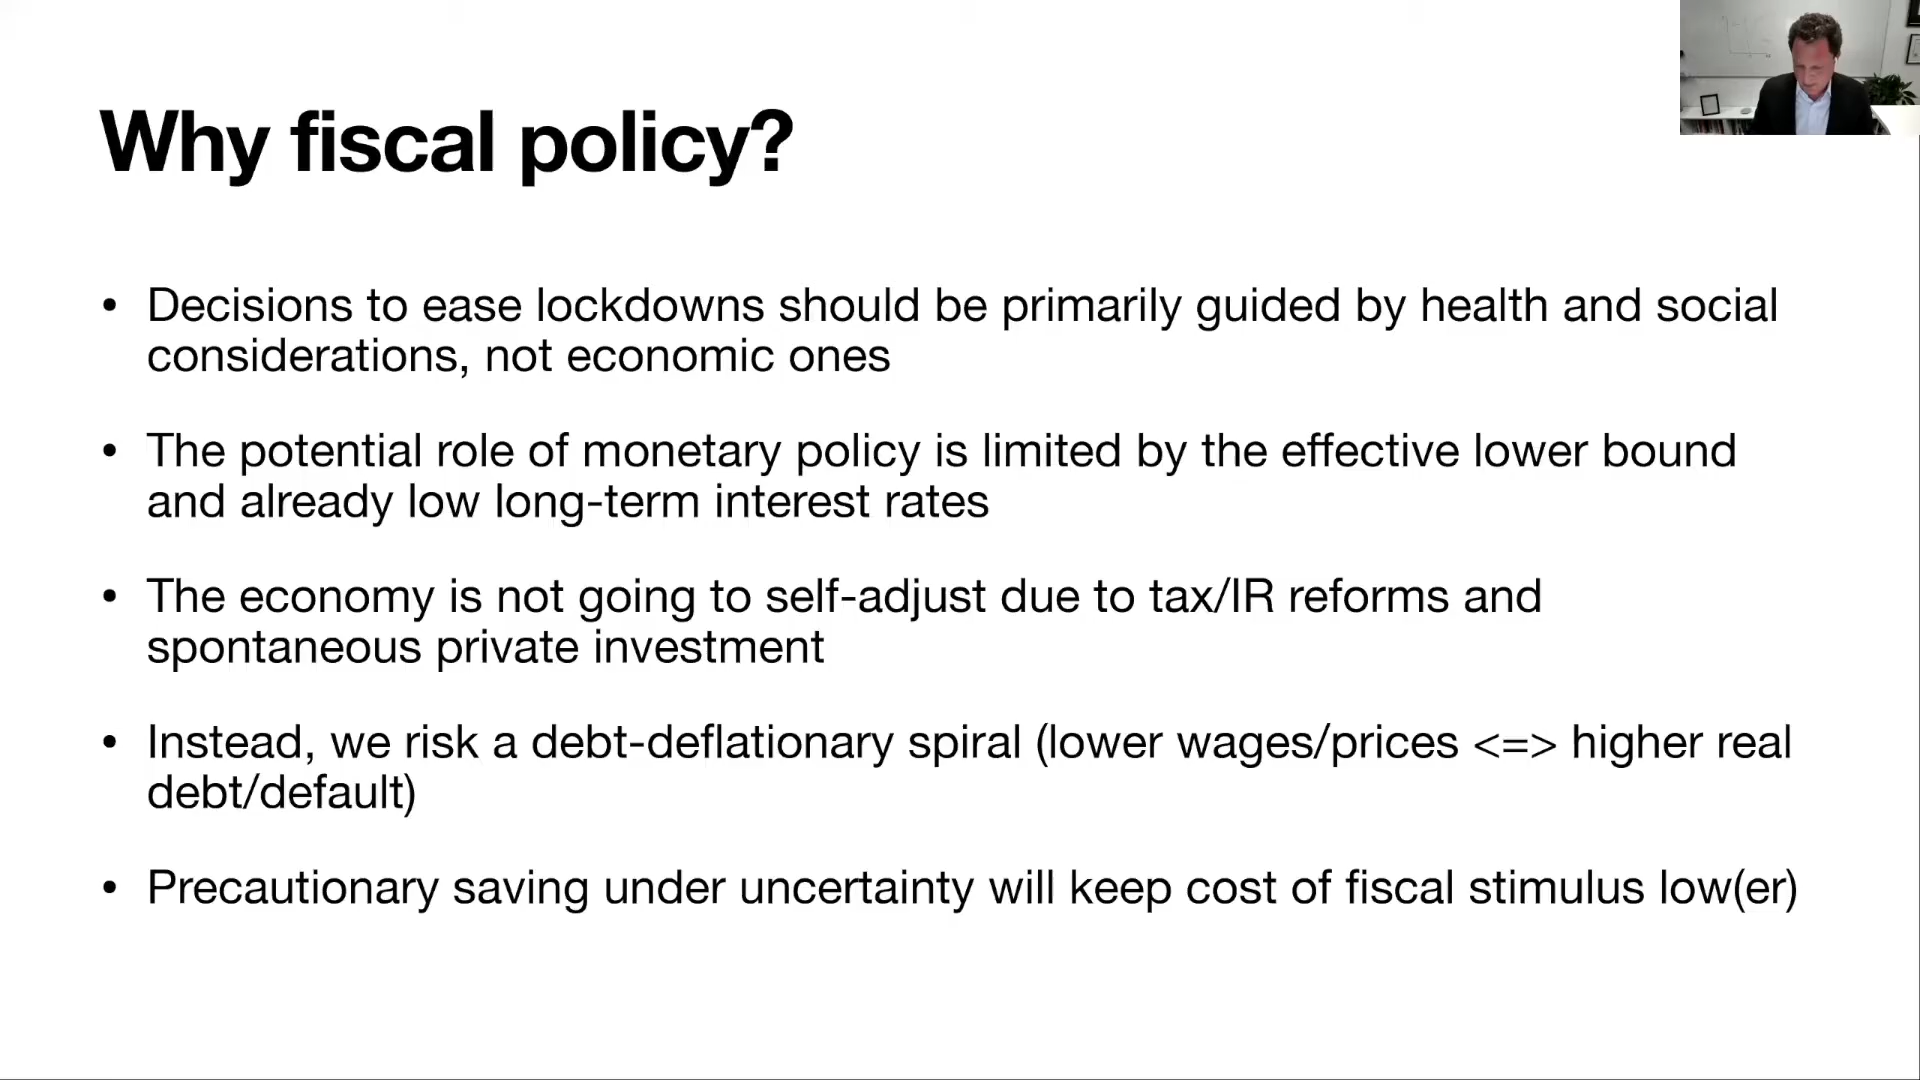 Why fiscal policy?
• Decisions to ease lockdowns should be primarily guided by health and social
considerations, not economic ones
• The potential role of monetary policy is limited by the effective lower bound
and already low long-term interest rates
• The economy is not going to self-adjust due to tax/IR reforms and
spontaneous private investment
• Instead, we risk a debt-deflationary spiral (lower wages/prices <=> higher real
debt/default)
• Precautionary saving under uncertainty will keep cost of fiscal stimulus low(er)